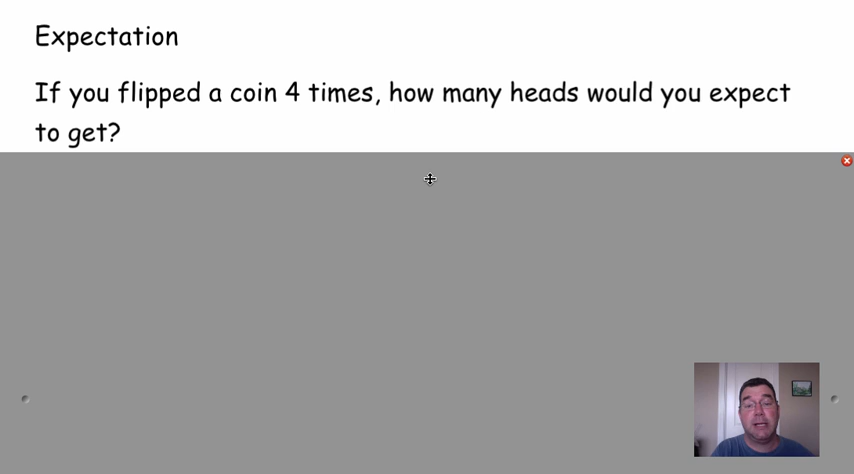 Expectation
If you flipped a coin 4 times, how many heads would you expect
to get?